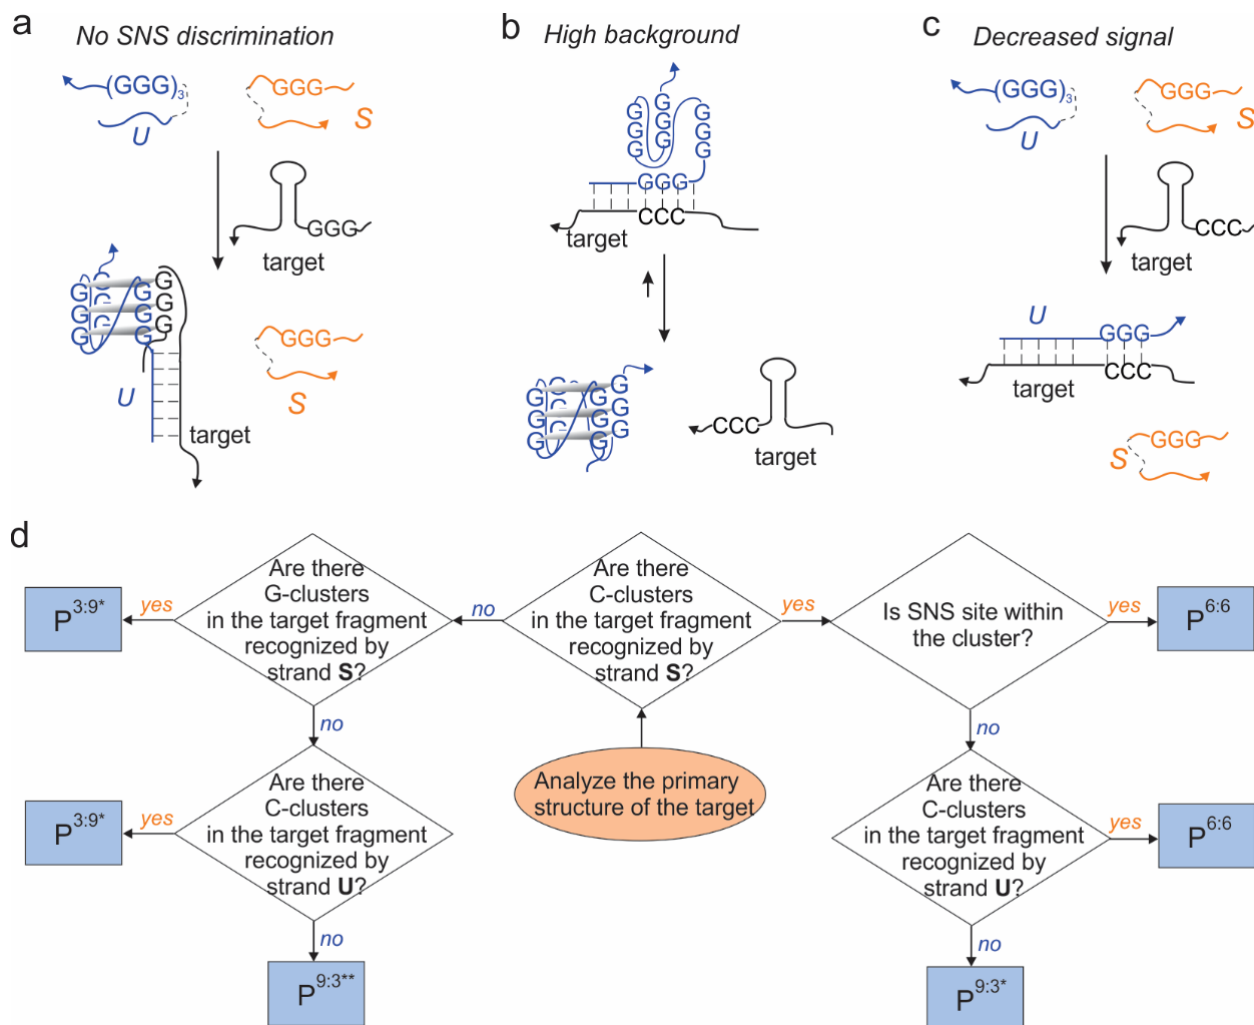 a
No SNS discrimination
(GGG)3
U
GGG
S
GGG
target
G
G
G
G
G
G
G
G
G
G
G
G
GGG
U
S
target
b
High background
G
G
G
G
G
G
G
G
G
GGG
CCC
target
G
G
G
G
G
G
G
G
G
G
G
G
CCC
target
c
Decreased signal
(GGG)3
U
GGG
S
CCC
target
U
GGG
CCC
target
S
GGG
d
P3:9*
yes
Are there
G-clusters
in the target fragment
recognized by
strand S?
no
Are there
C-clusters
in the target fragment
recognized by
strand S?
yes
Is SNS site within
the cluster?
yes
P6:6
no
no
Analyze the primary
structure of the target
P3:9*
yes
Are there
C-clusters
in the target fragment
recognized by
strand U?
Are there
C-clusters
in the target fragment
recognized by
strand U?
yes
P6:6
no
no
P9:3**
P9:3*